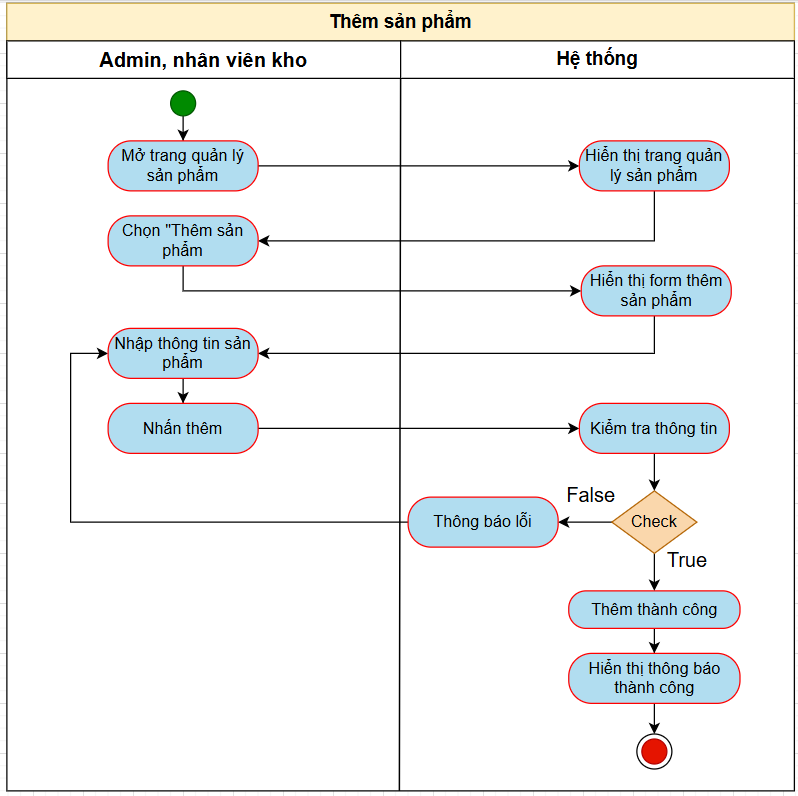 Thêm sản phẩm
Admin, nhân viên kho
Hệ thống
Mở trang quản lý
sản phẩm
Hiển thị trang quản
lý sản phẩm
Chọn "Thêm sản
phẩm
Hiển thị form thêm
sản phẩm
Nhập thông tin sản
phẩm
Nhấn thêm
Kiểm tra thông tin
False
Thông báo lỗi
Check
True
Thêm thành công
Hiển thị thông báo
thành công